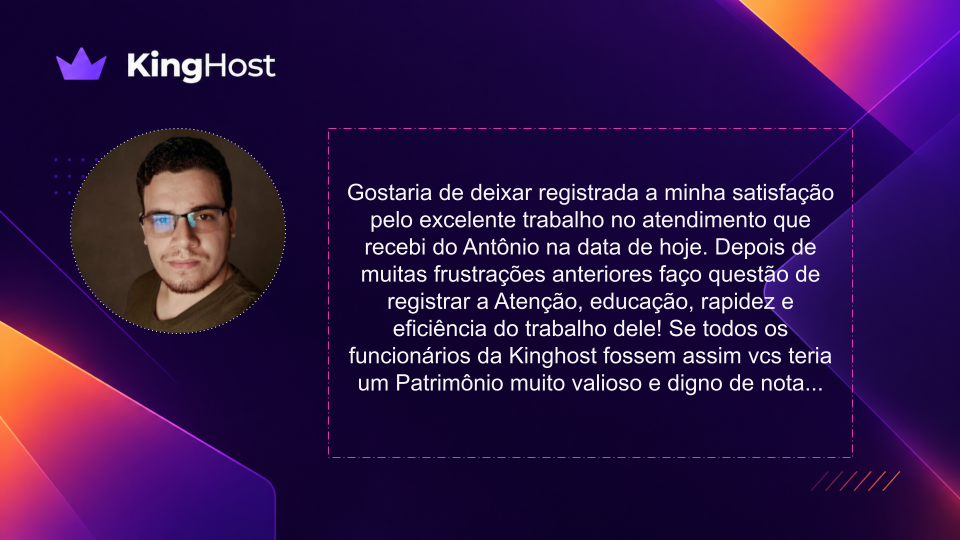 KingHost
Gostaria de deixar registrada a minha satisfação
pelo excelente trabalho no atendimento que
recebi do Antônio na data de hoje. Depois de
muitas frustrações anteriores faço questão de
registrar a Atenção, educação, rapidez e
eficiência do trabalho dele! Se todos os
funcionários da Kinghost fossem assim vcs teria
um Patrimônio muito valioso e digno de nota...